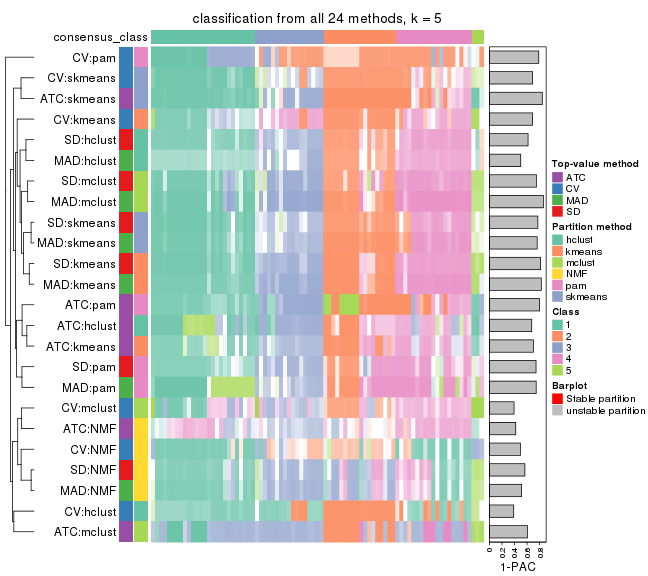 classification from all 24 methods, k = 5
consensus_class
CV:pam
CV:skmeans
ATC:skmeans
CV:kmeans
SD:hclust
MAD:hclust
SD:mclust
MAD:mclust
SD:skmeans
MAD:skmeans
SD:kmeans
MAD:kmeans
ATC:pam
ATC:hclust
ATC:kmeans
SD:pam
MAD:pam
CV:mclust
ATC:NMF
CV:NMF
SD:NMF
MAD:NMF
CV:hclust
ATC:mclust
0 0.2 0.4 0.6 0.8
1-PAC
Top-value method
ATC
CV
MAD
SD
Partition method
hclust
kmeans
mclust
NMF
pam
skmeans
Class
1
2
3
4
5
Barplot
Stable partition
unstable partition